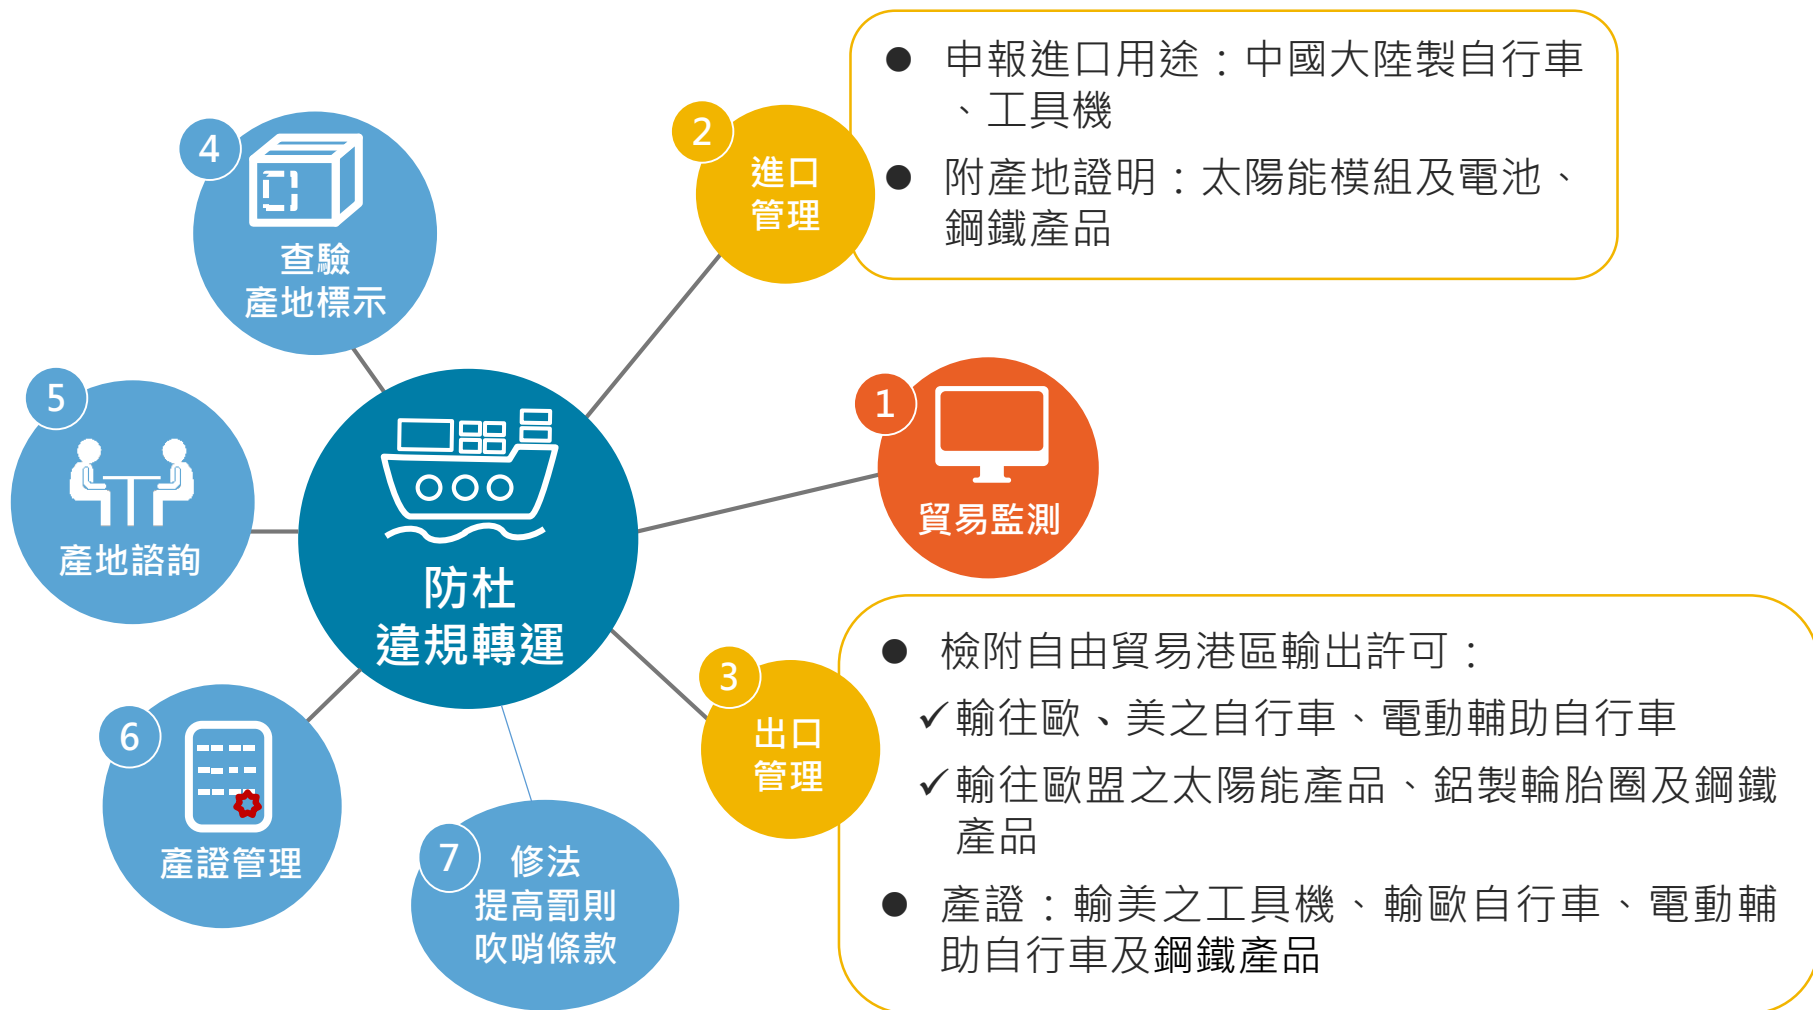 防杜
違規轉運
1
貿易監測
2
進口
管理
● 申報進口用途：中國大陸製自行車
、工具機
● 附產地證明：太陽能模組及電池、
鋼鐵產品
3
出口
管理
● 檢附自由貿易港區輸出許可：
✓輸往歐、美之自行車、電動輔助自行車
✓輸往歐盟之太陽能產品、鋁製輪胎圈及鋼鐵
產品
● 產證：輸美之工具機、輸歐自行車、電動輔
助自行車及鋼鐵產品
4
查驗
產地標示
5
產地諮詢
6
產證管理
7
修法
提高罰則
吹哨條款